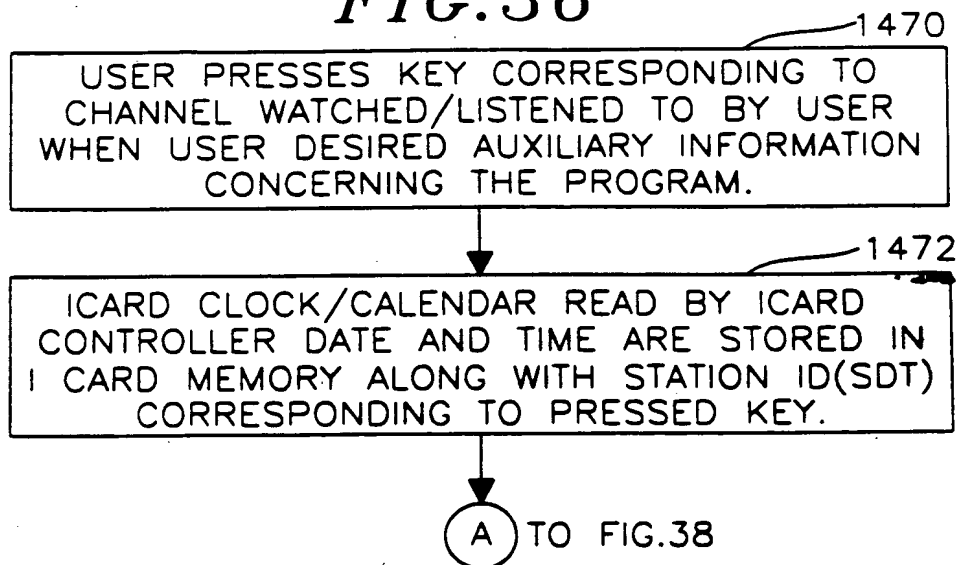 FIG.36
1470
USER PRESSES KEY CORRESPONDING TO
CHANNEL WATCHED/LISTENED TO BY USER
WHEN USER DESIRED AUXILIARY INFORMATION
CONCERNING THE PROGRAM.
1472
ICARD CLOCK/CALENDAR READ BY ICARD
CONTROLLER DATE AND TIME ARE STORED IN
I CARD MEMORY ALONG WITH STATION ID(SDT)
CORRESPONDING TO PRESSED KEY.
A TO FIG.38